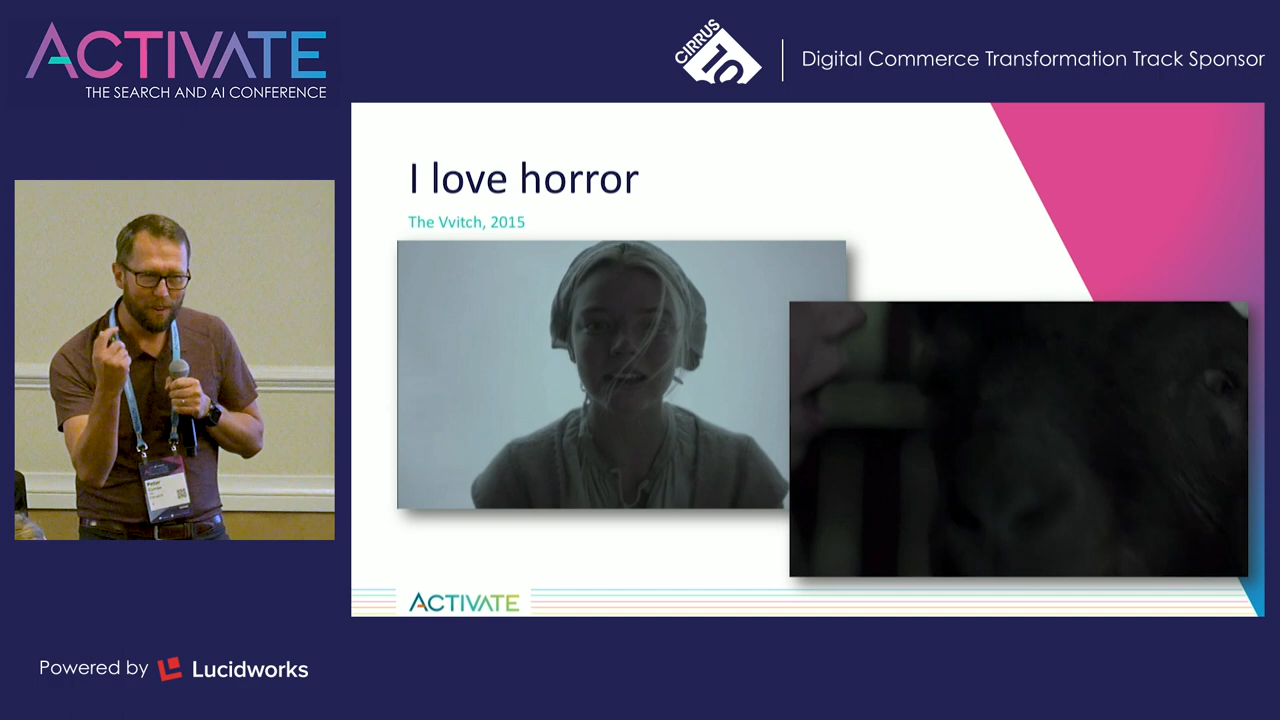 ACTIVATE
THE SEARCH AND AI CONFERENCE
CIRRUS
10
Digital Commerce Transformation Track Sponsor
I love horror
The Vvitch, 2015
Peter
ACTIVATE
Powered by Lucidworks